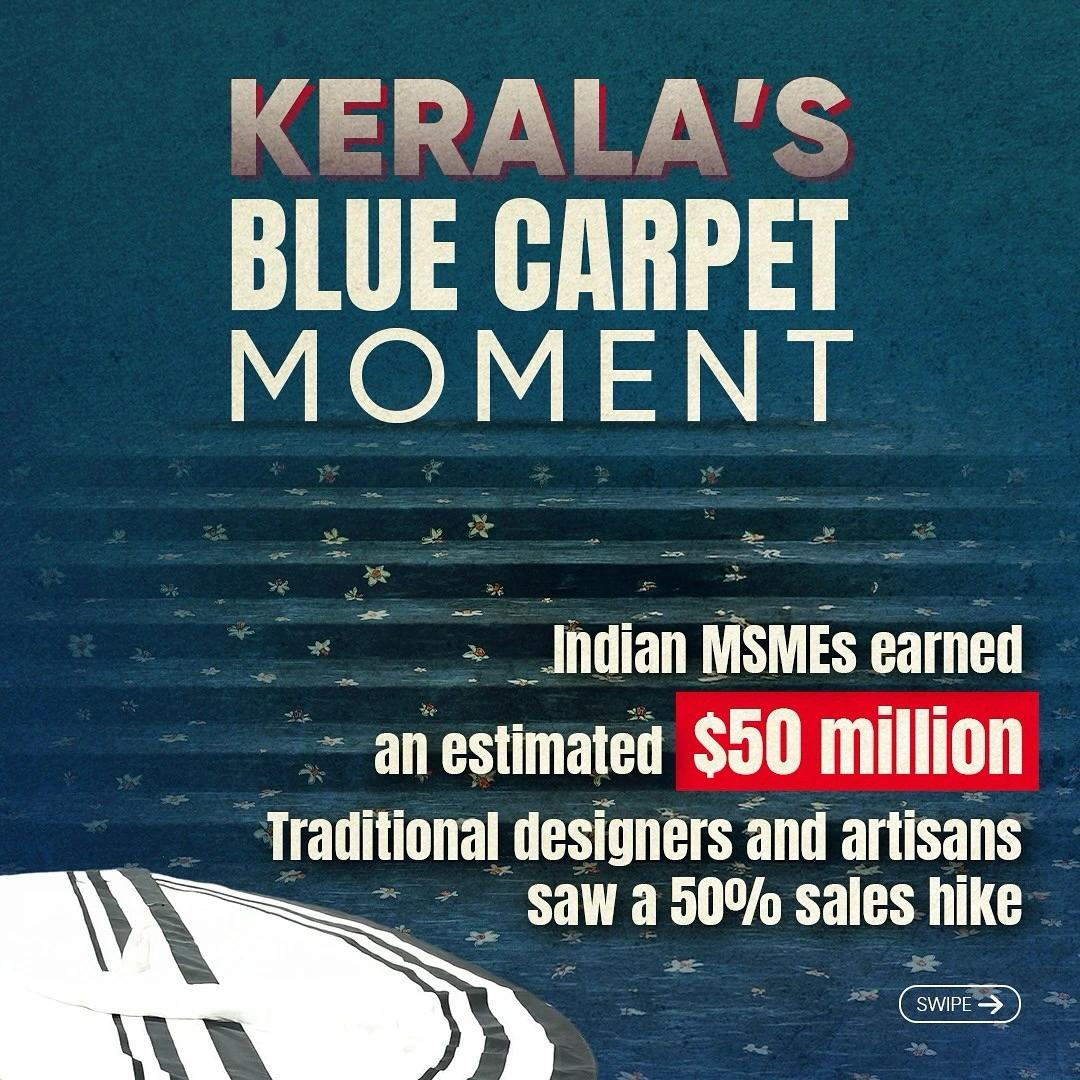 KERALA'S
BLUE CARPET
MOMENT
Indian MSMEs earned
an estimated $50 million
Traditional designers and artisans
saw a 50% sales hike
SWIPE →